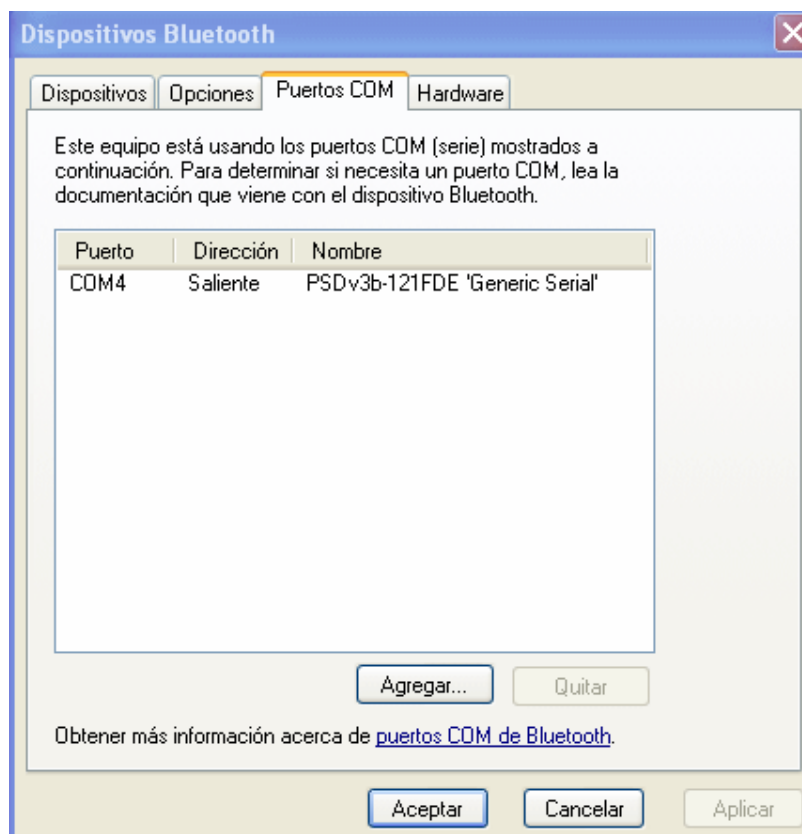 Dispositivos Bluetooth
Dispositivos Opciones Puertos COM Hardware
Este equipo está usando los puertos COM (serie) mostrados a
continuación. Para determinar si necesita un puerto COM, lea la
documentación que viene con el dispositivo Bluetooth.
Puerto Dirección Nombre
COM4 Saliente PSDv3b-121FDE 'Generic Serial'
Agregar... Quitar
Obtener más información acerca de puertos COM de Bluetooth.
Aceptar Cancelar Aplicar